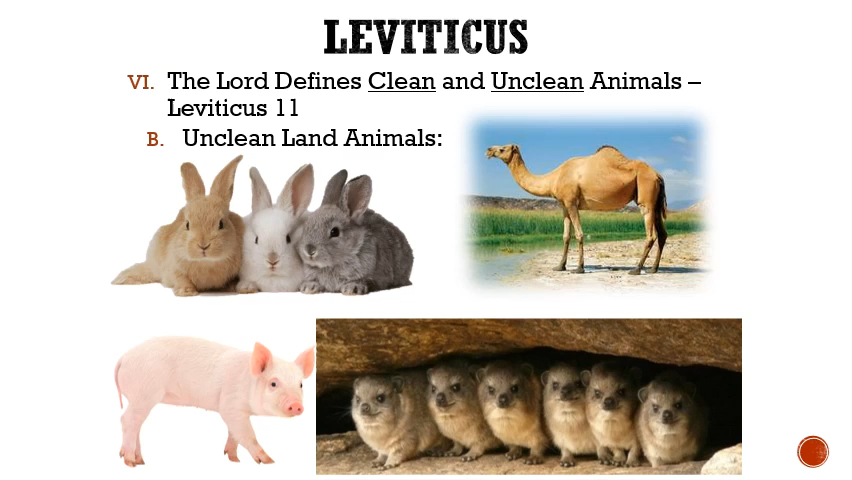 LEVITICUS
VI. The Lord Defines Clean and Unclean Animals –
Leviticus 11
B. Unclean Land Animals: